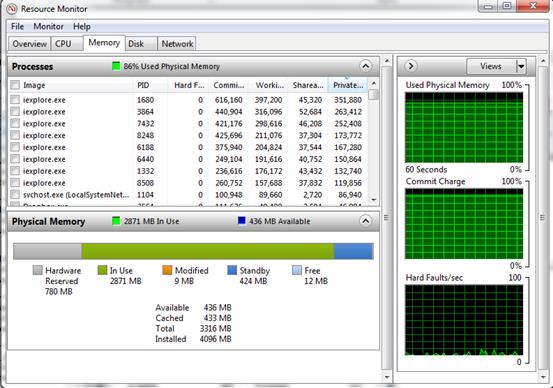 Resource Monitor
File Monitor Help
Overview CPU Memory Disk Network
Processes 86% Used Physical Memory
Image PID Hard F... Commi... Worki... Sharea... Private...
iexplore.exe 1680 0 616,160 397,200 45,320 351,880
iexplore.exe 3864 0 440,904 316,096 52,684 263,412
iexplore.exe 7432 0 421,176 298,616 46,208 252,408
iexplore.exe 8248 0 425,696 211,076 37,304 173,772
iexplore.exe 6188 0 375,940 204,824 37,544 167,280
iexplore.exe 6440 0 249,104 191,616 40,752 150,864
iexplore.exe 1332 0 236,616 176,172 43,432 132,740
iexplore.exe 8508 0 260,752 157,688 37,832 119,856
svchost.exe (LocalSystemNet... 1104 0 100,948 89,660 2,720 86,940
Physical Memory 2871 MB In Use 436 MB Available
Hardware Reserved 780 MB
In Use 2871 MB
Modified 9 MB
Standby 424 MB
Free 12 MB
Available 436 MB
Cached 433 MB
Total 3316 MB
Installed 4096 MB
Views
Used Physical Memory 100%
60 Seconds 0%
Commit Charge 100%
0%
Hard Faults/sec 100
0